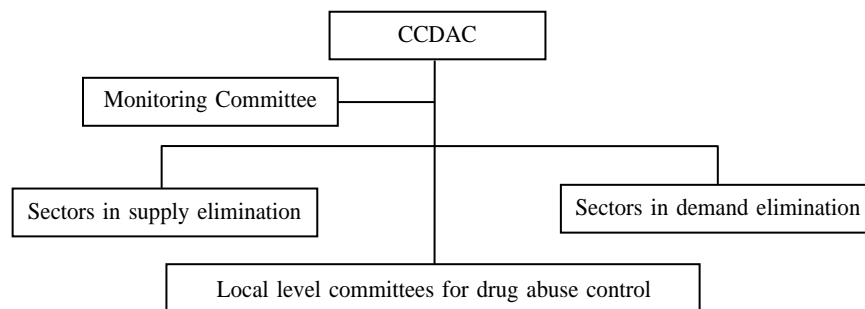 CCDAC
Monitoring Committee
Sectors in supply elimination
Sectors in demand elimination
Local level committees for drug abuse control